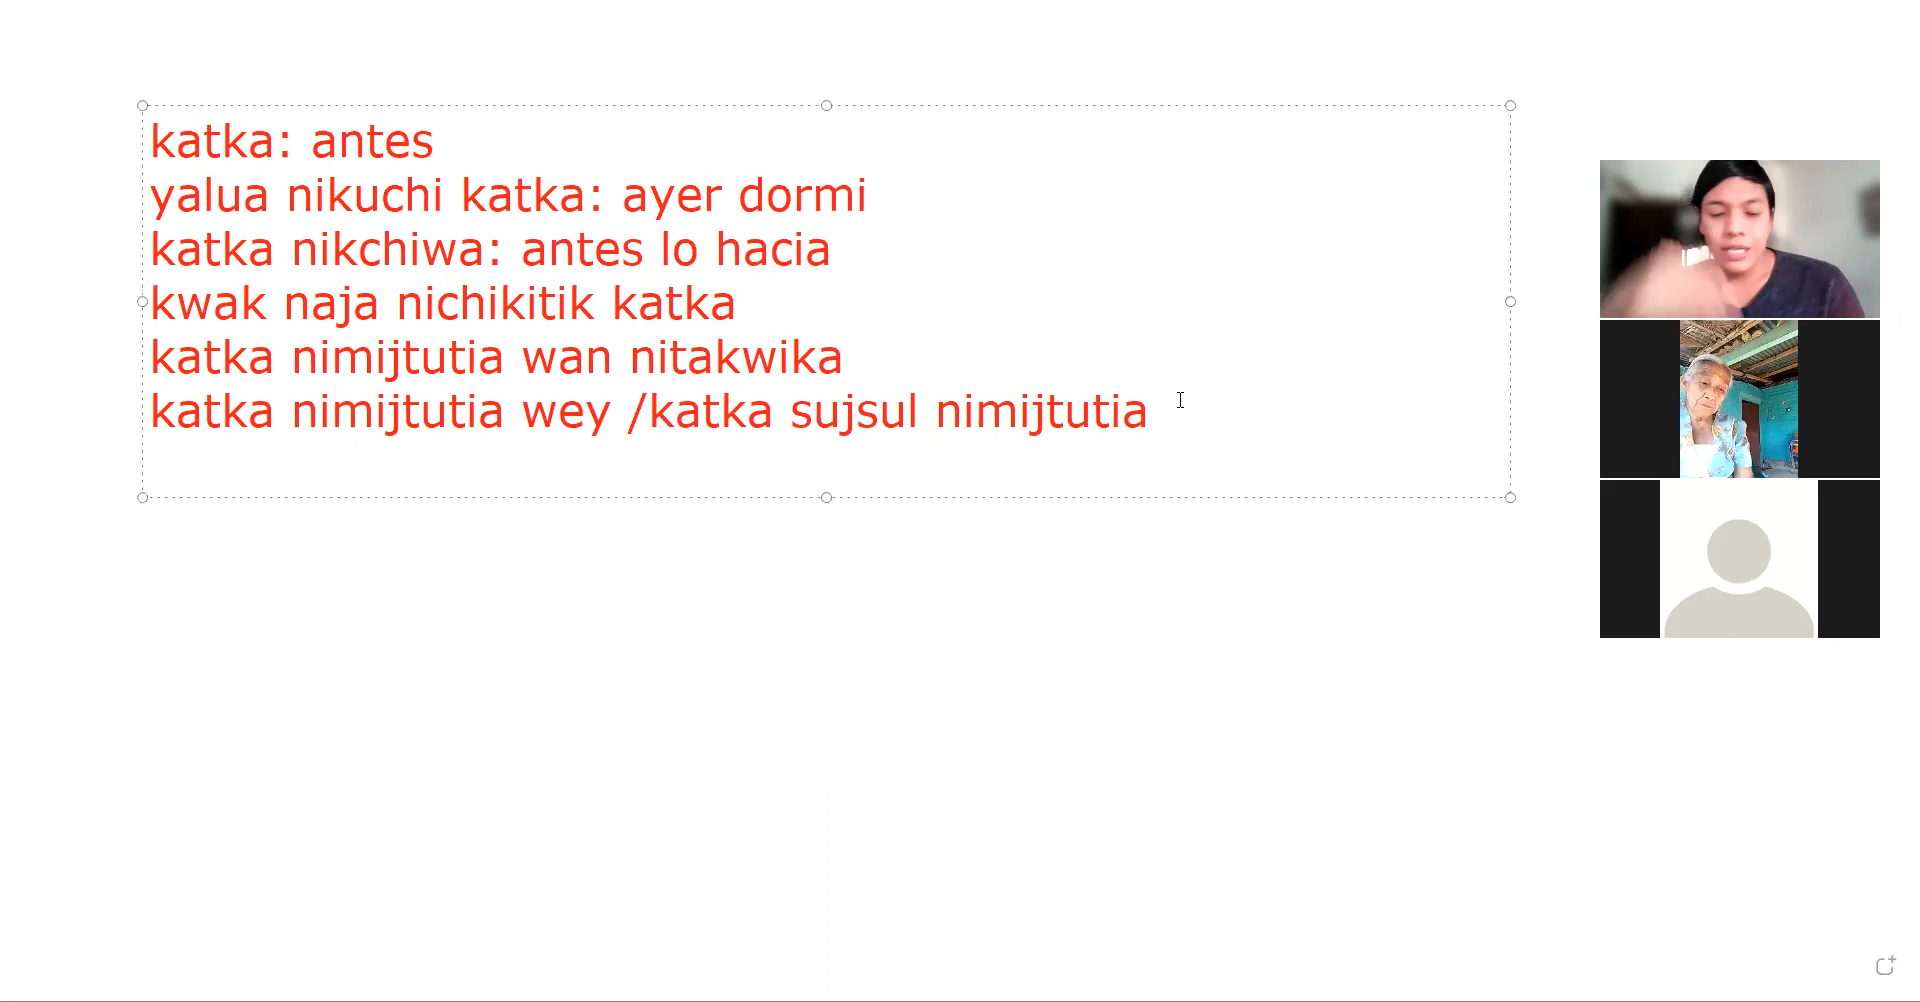 katka: antes
yalua nikuchi katka: ayer dormi
katka nikchiwa: antes lo hacia
kwak naja nichikitik katka
katka nimijtutia wan nitakwika
katka nimijtutia wey /katka sujsul nimijtutia